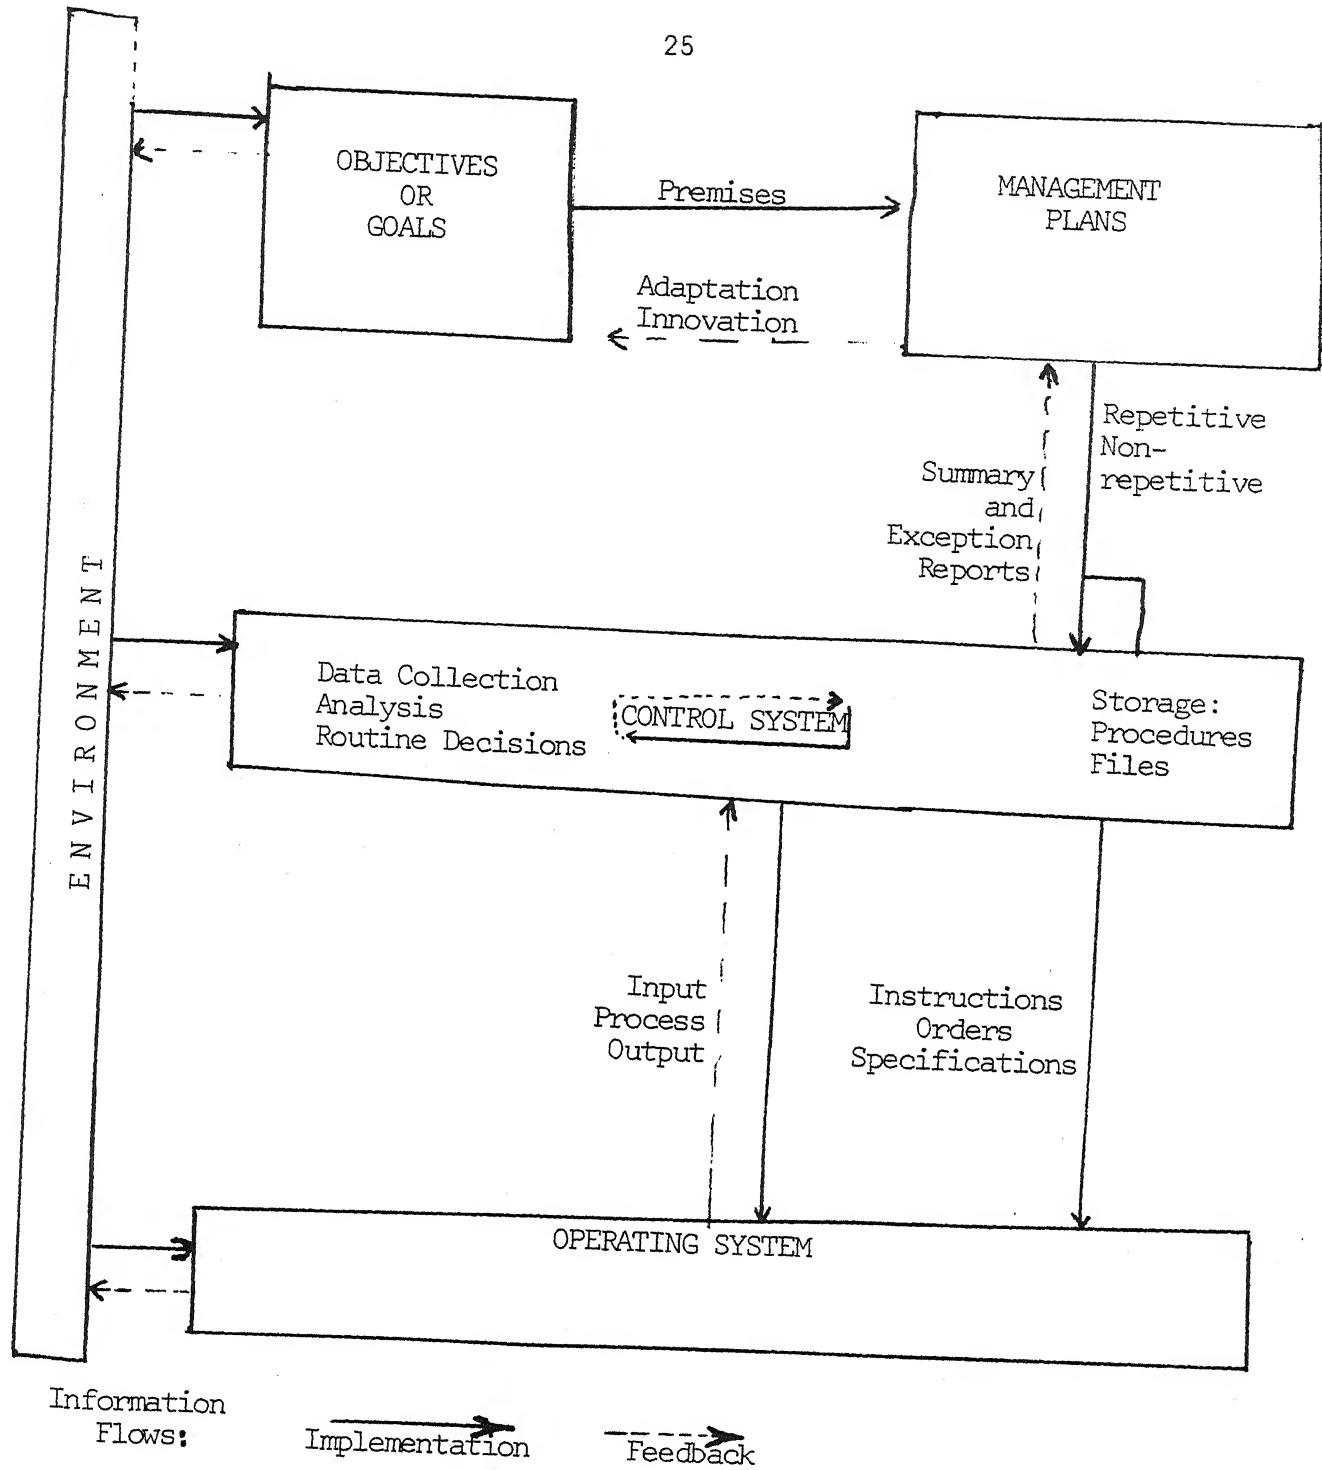 25
OBJECTIVES
OR
GOALS
Premises
MANAGEMENT
PLANS
Adaptation
Innovation
Repetitive
Non-
repetitive
Summary
and
Exception
Reports
ENVIRONMENT
Data Collection
Analysis
Routine Decisions
CONTROL SYSTEM
Storage:
Procedures
Files
Input
Process
Output
Instructions
Orders
Specifications
OPERATING SYSTEM
Information
Flows:
Implementation
Feedback